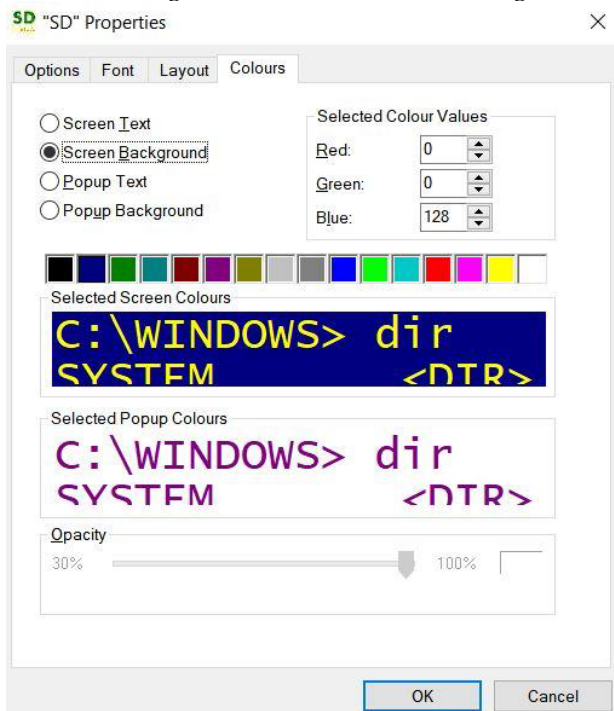 "SD" Properties
Options Font Layout Colours
Screen Text
Screen Background
Popup Text
Popup Background
Selected Colour Values
Red: 0
Green: 0
Blue: 128
Selected Screen Colours
C:\WINDOWS> dir
SYSTEM <DIR>
Selected Popup Colours
C:\WINDOWS> dir
SYSTEM <DIR>
Opacity
30% 100%
OK Cancel